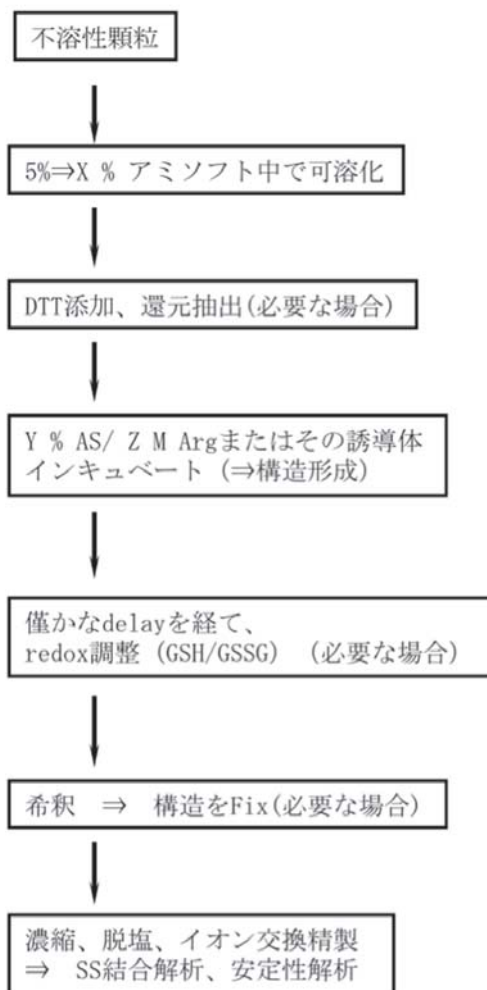 不溶性顆粒
5%⇒X % アミソフト中で可溶化
DTT添加、還元抽出(必要な場合)
Y % AS/ Z M Argまたはその誘導体
インキュベート (⇒構造形成)
僅かなdelayを経て、
redox調整 (GSH/GSSG) (必要な場合)
希釈 ⇒ 構造をFix(必要な場合)
濃縮、脱塩、イオン交換精製
⇒ SS結合解析、安定性解析